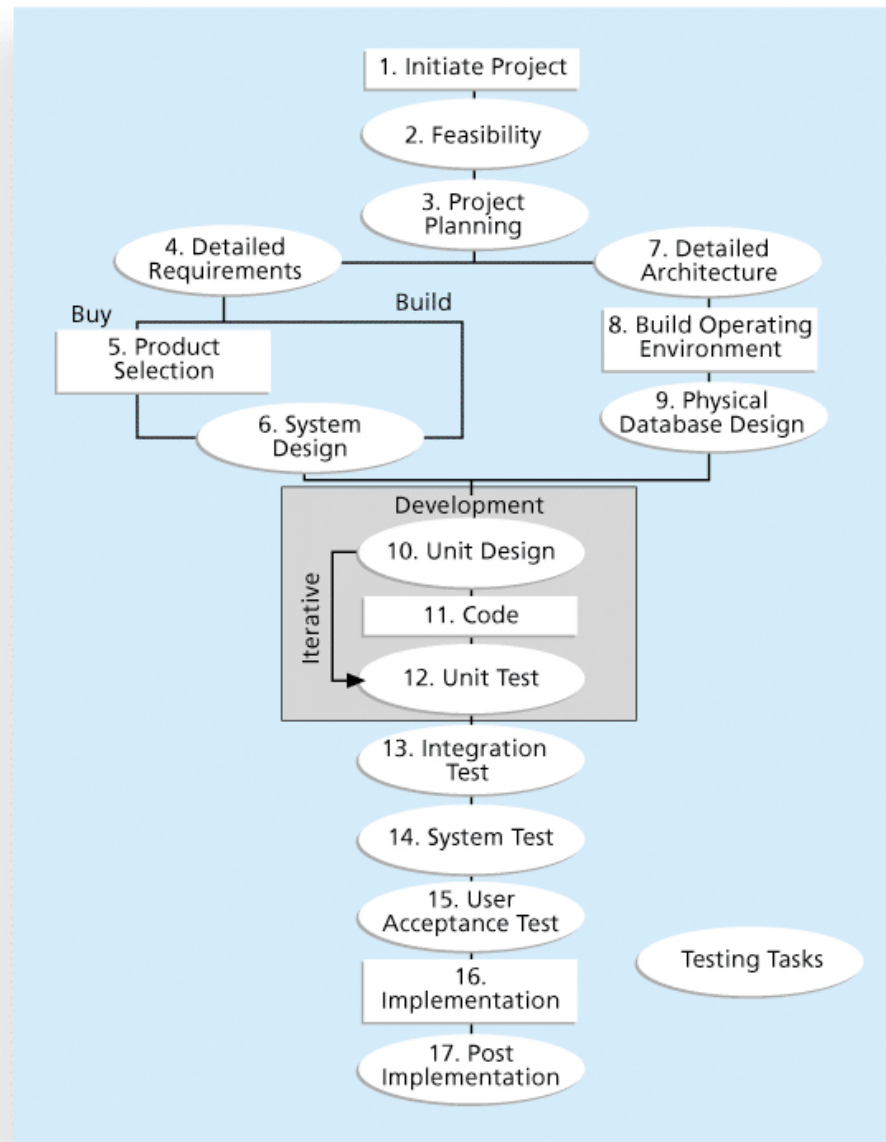 1. Initiate Project
2. Feasibility
3. Project
Planning
4. Detailed
Requirements
7. Detailed
Architecture
Buy
Build
5. Product
Selection
8. Build Operating
Environment
6. System
Design
9. Physical
Database Design
Development
Iterative
10. Unit Design
11. Code
12. Unit Test
13. Integration
Test
14. System Test
15. User
Acceptance Test
Testing Tasks
16.
Implementation
17. Post
Implementation